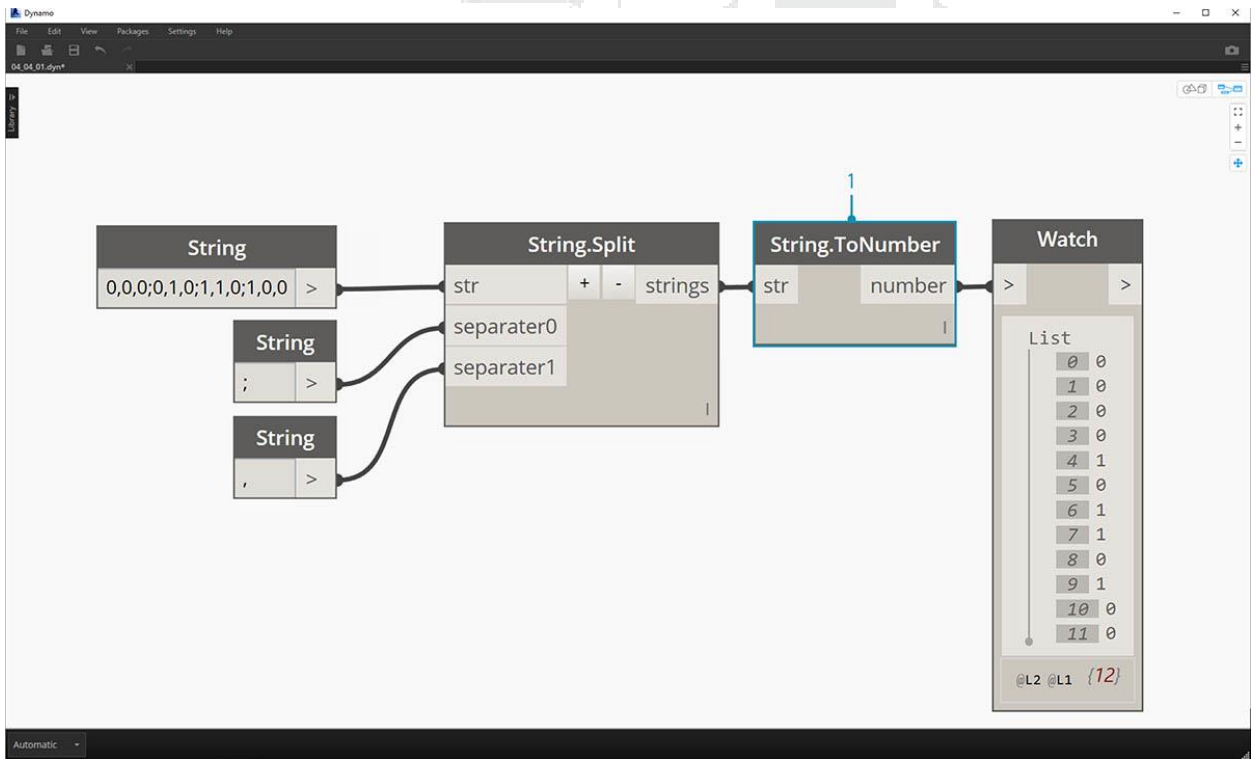 Dynamo
File Edit View Packages Settings Help
04_04_01.dyn*
Library
1
String
0,0,0;0,1,0;1,1,0;1,0,0 >
String
; >
String
, >
String.Split
str + - strings
separater0
separater1
l
String.ToNumber
str number
l
Watch
> >
List
0 0
1 0
2 0
3 0
4 1
5 0
6 1
7 1
8 0
9 1
10 0
11 0
@L2 @L1 {12}
Automatic